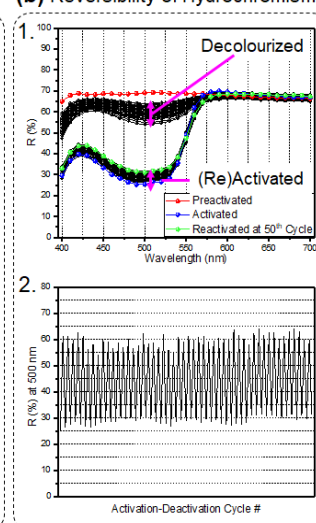 (b) Reversibility of Hydrochromism
1.
100
90
80
70
60
50
40
30
20
10
0
R (%)
Decolourized
(Re)Activated
Preactivated
Activated
Reactivated at 50th Cycle
400 450 500 550 600 650 700
Wavelength (nm)
2.
80
70
60
50
40
30
20
10
0
R (%) at 500 nm
Activation-Deactivation Cycle #